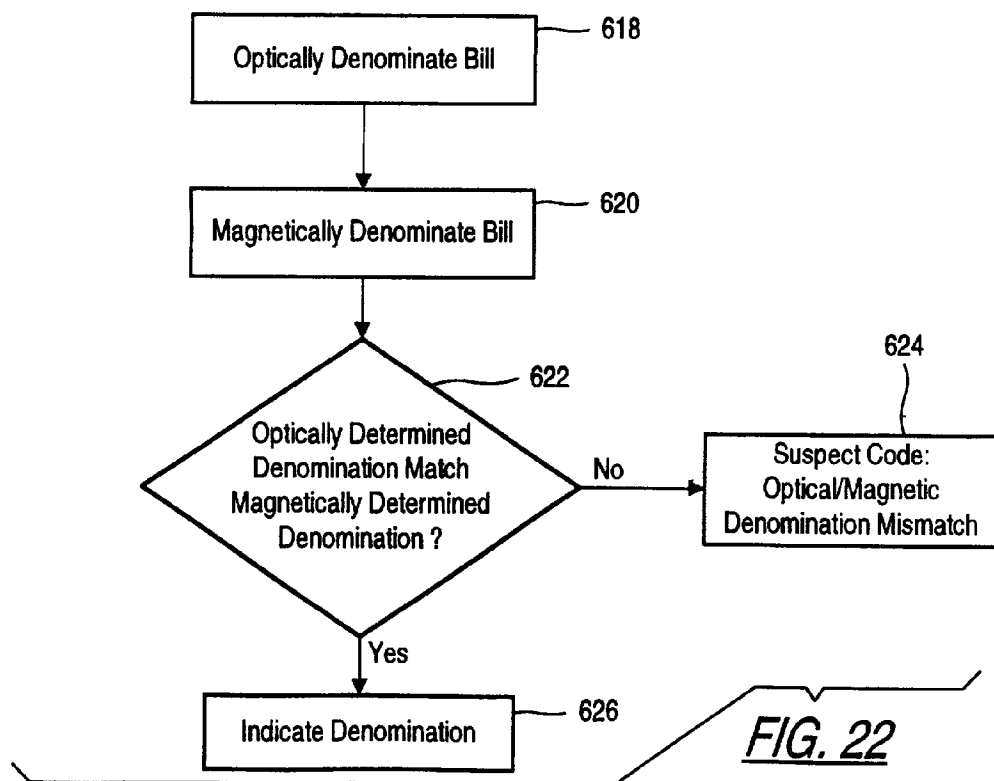 618
Optically Denominate Bill
620
Magnetically Denominate Bill
622
Optically Determined
Denomination Match
Magnetically Determined
Denomination ?
No
624
Suspect Code:
Optical/Magnetic
Denomination Mismatch
Yes
626
Indicate Denomination
FIG. 22